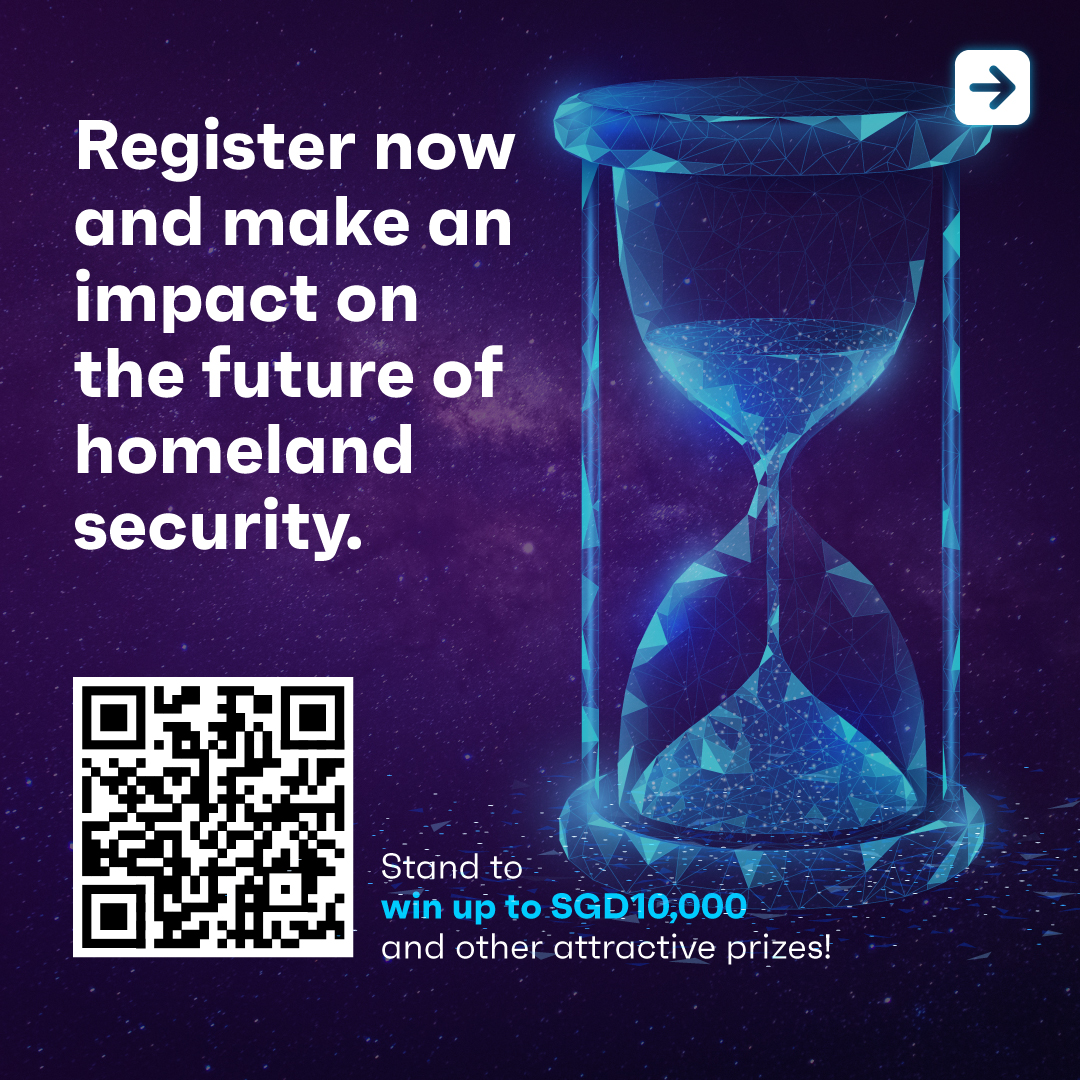 Register now
and make an
impact on
the future of
homeland
security.
Stand to
win up to SGD10,000
and other attractive prizes!